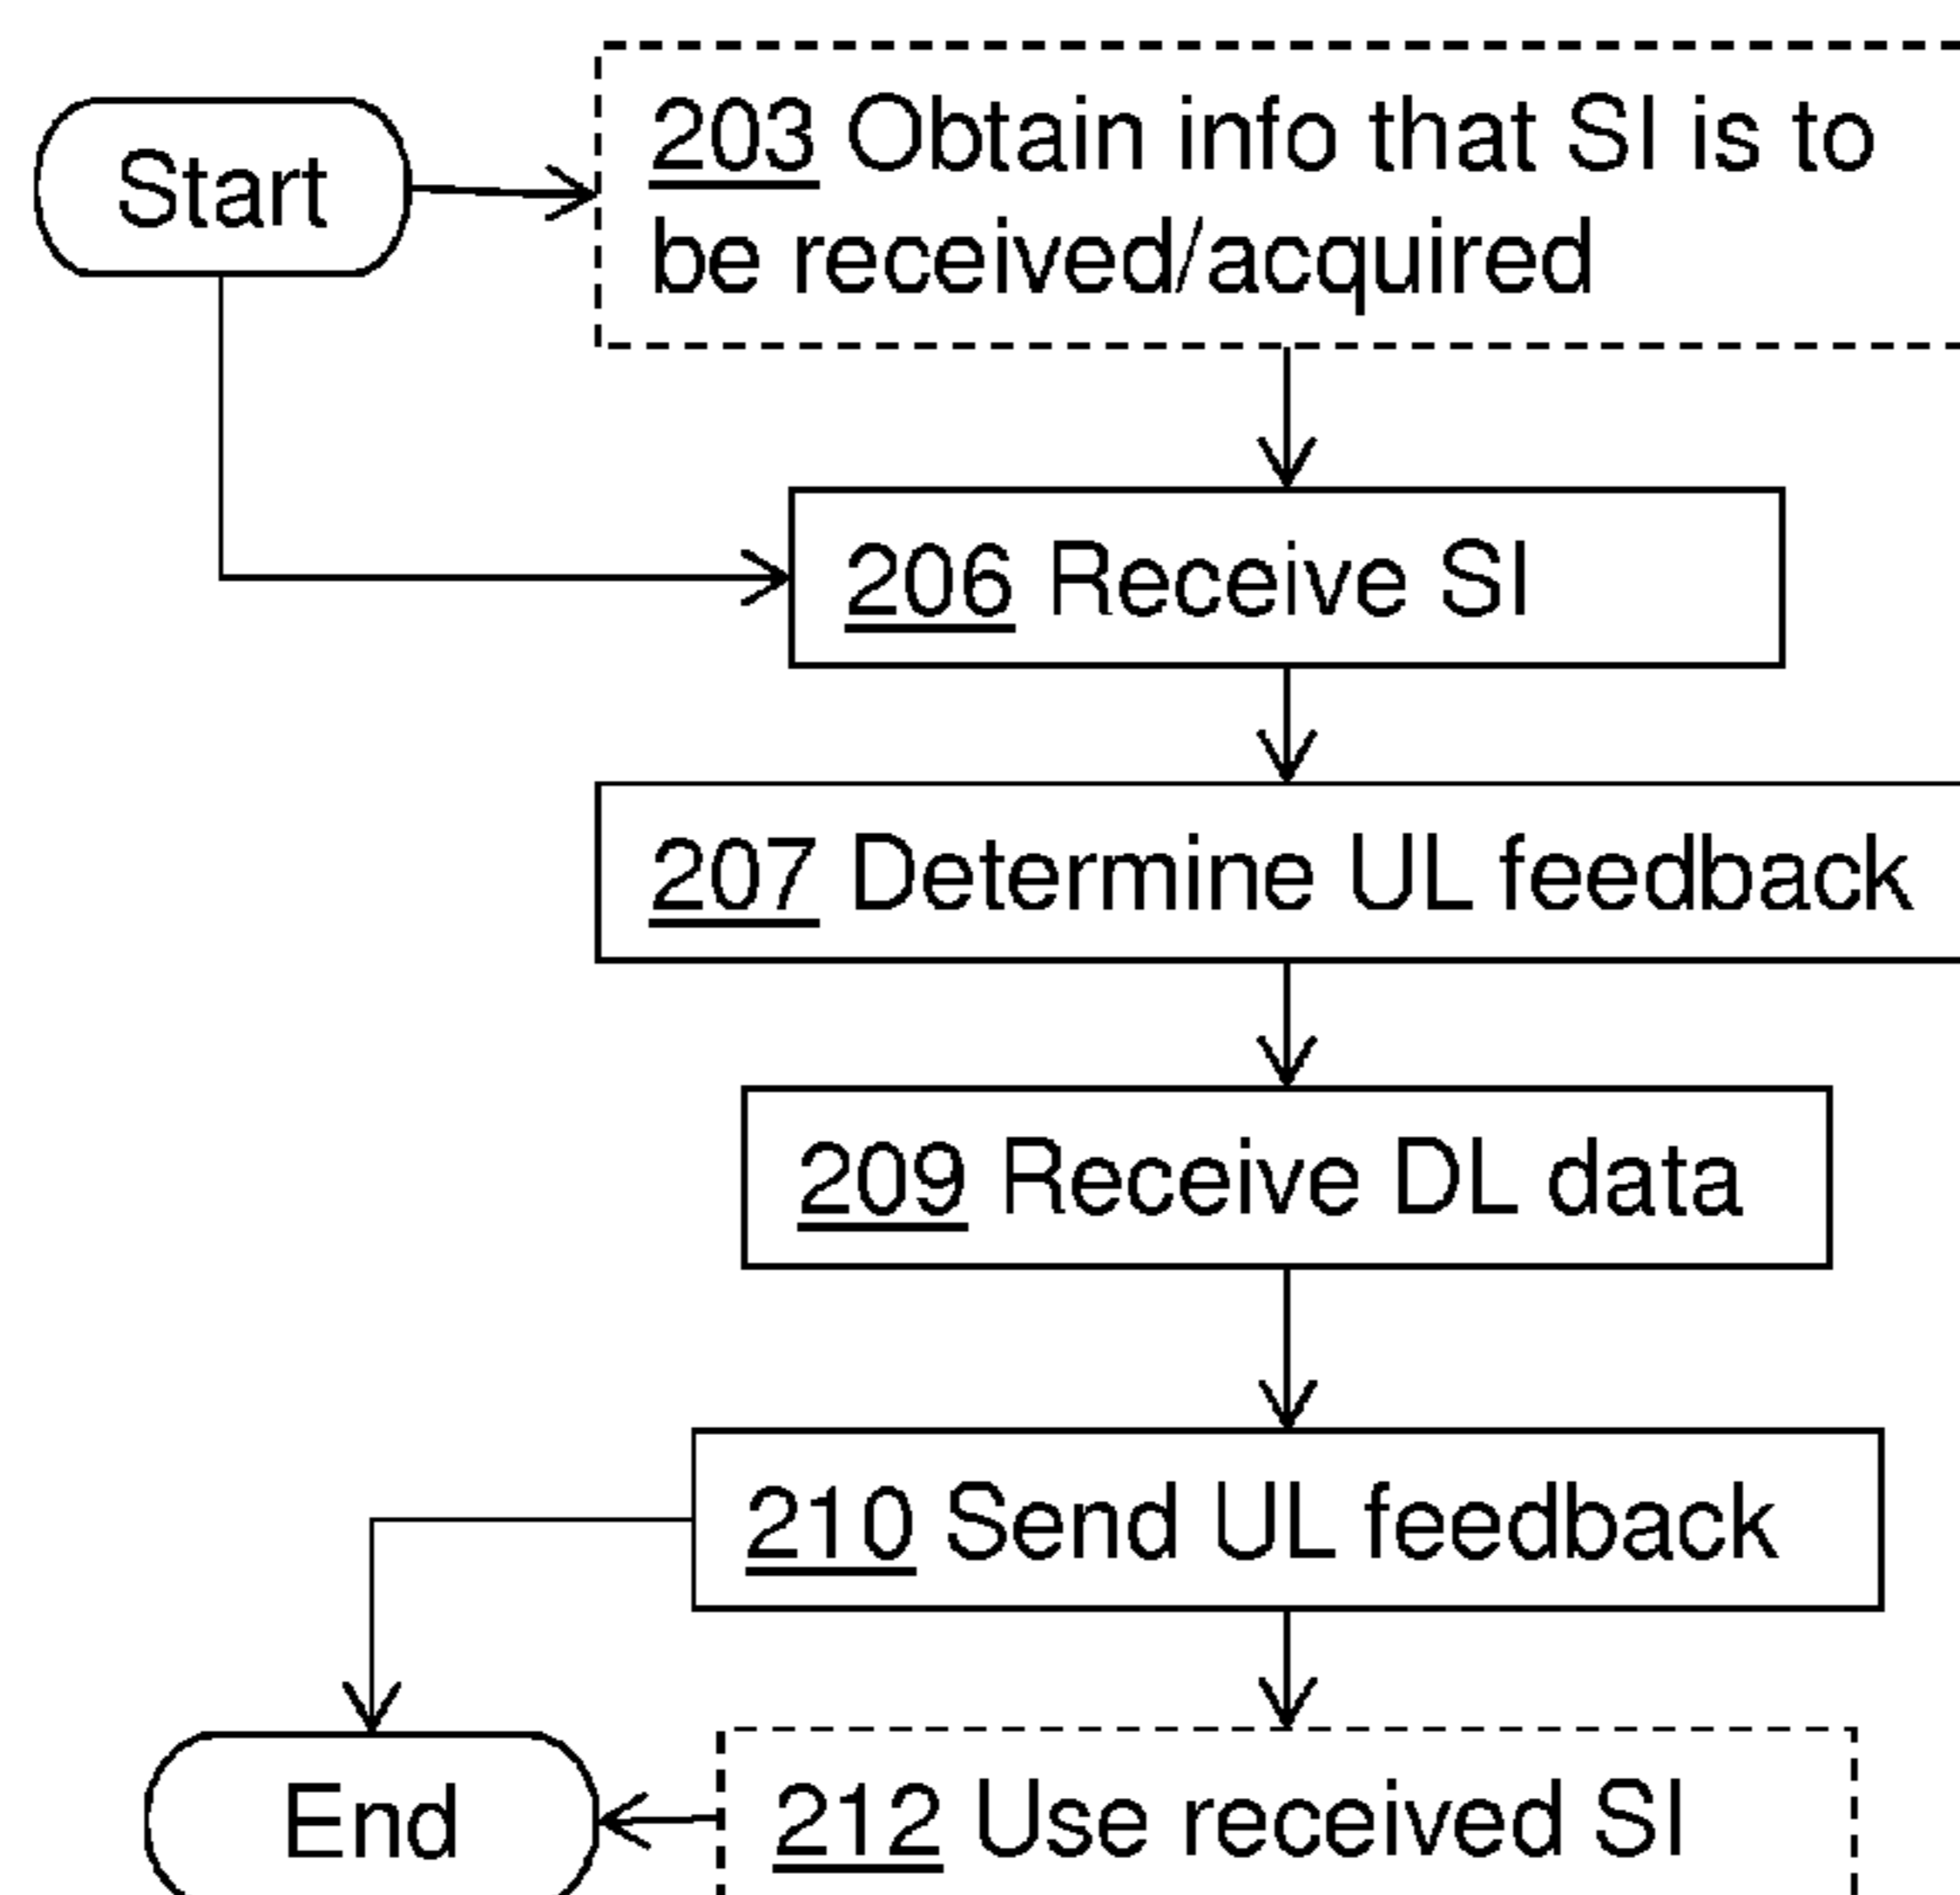 Start
203 Obtain info that SI is to
be received/acquired
206 Receive SI
207 Determine UL feedback
209 Receive DL data
210 Send UL feedback
End
212 Use received SI